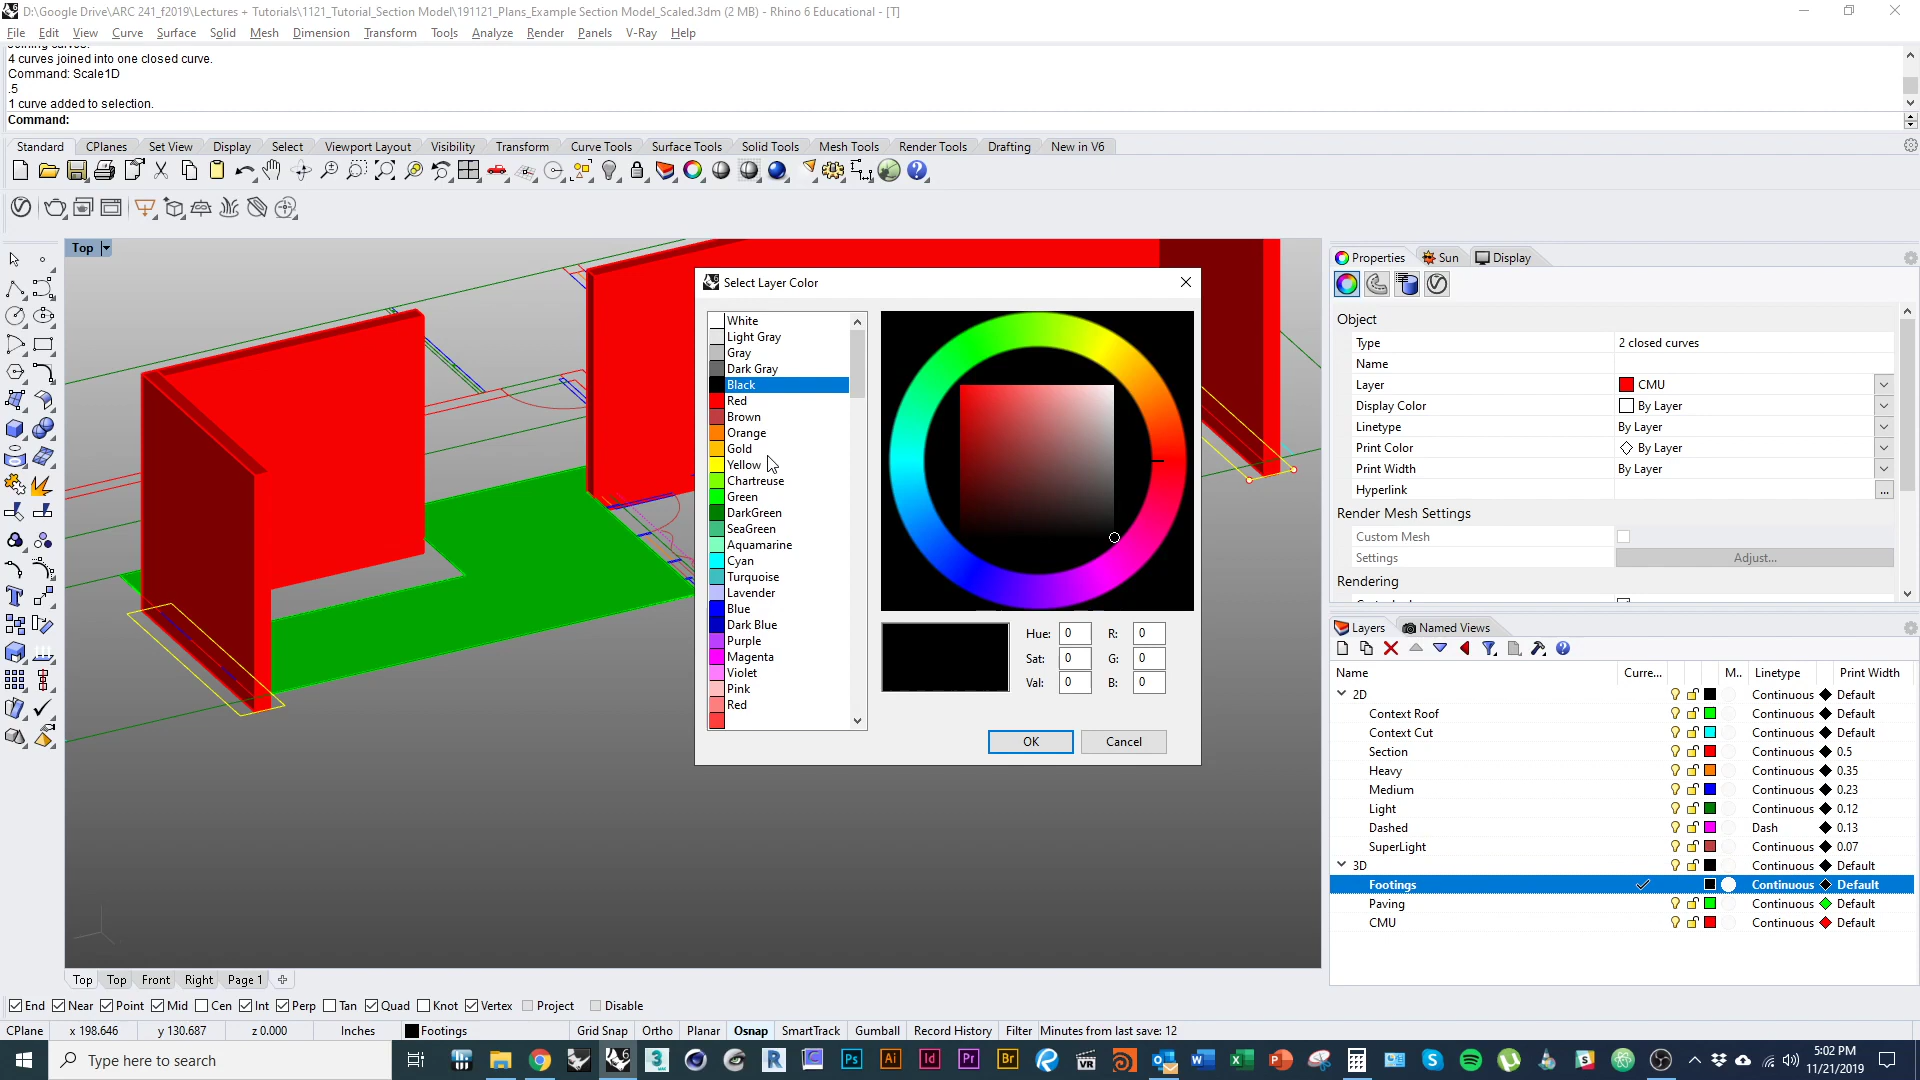 D:\Google Drive\ARC 241_f2019\Lectures + Tutorials\1121_Tutorial_Section Model\191121_Plans_Example Section Model_Scaled.3dm (2 MB) - Rhino 6 Educational - [T]
File Edit View Curve Surface Solid Mesh Dimension Transform Tools Analyze Render Panels V-Ray Help
Joining curves.
4 curves joined into one closed curve.
Command: Scale1D
.5
1 curve added to selection.
Command:
Standard CPlanes Set View Display Select Viewport Layout Visibility Transform Curve Tools Surface Tools Solid Tools Mesh Tools Render Tools Drafting New in V6
Top
Select Layer Color
White
Light Gray
Gray
Dark Gray
Black
Red
Brown
Orange
Gold
Yellow
Chartreuse
Green
DarkGreen
SeaGreen
Aquamarine
Cyan
Turquoise
Lavender
Blue
Dark Blue
Purple
Magenta
Violet
Pink
Red
Hue: 0 R: 0
Sat: 0 G: 0
Val: 0 B: 0
OK Cancel
Properties Sun Display
Object
Type 2 closed curves
Name
Layer CMU
Display Color By Layer
Linetype By Layer
Print Color By Layer
Print Width By Layer
Hyperlink ...
Render Mesh Settings
Custom Mesh
Settings Adjust...
Rendering
Layers Named Views
Name Curre... M.. Linetype Print Width
2D Continuous Default
Context Roof Continuous Default
Context Cut Continuous Default
Section Continuous 0.5
Heavy Continuous 0.35
Medium Continuous 0.23
Light Continuous 0.12
Dashed Dash 0.13
SuperLight Continuous 0.07
3D Continuous Default
Footings Continuous Default
Paving Continuous Default
CMU Continuous Default
Top Top Front Right Page 1
End Near Point Mid Cen Int Perp Tan Quad Knot Vertex Project Disable
CPlane x 198.646 y 130.687 z 0.000 Inches Footings Grid Snap Ortho Planar Osnap SmartTrack Gumball Record History Filter Minutes from last save: 12
Type here to search
5:02 PM
11/21/2019